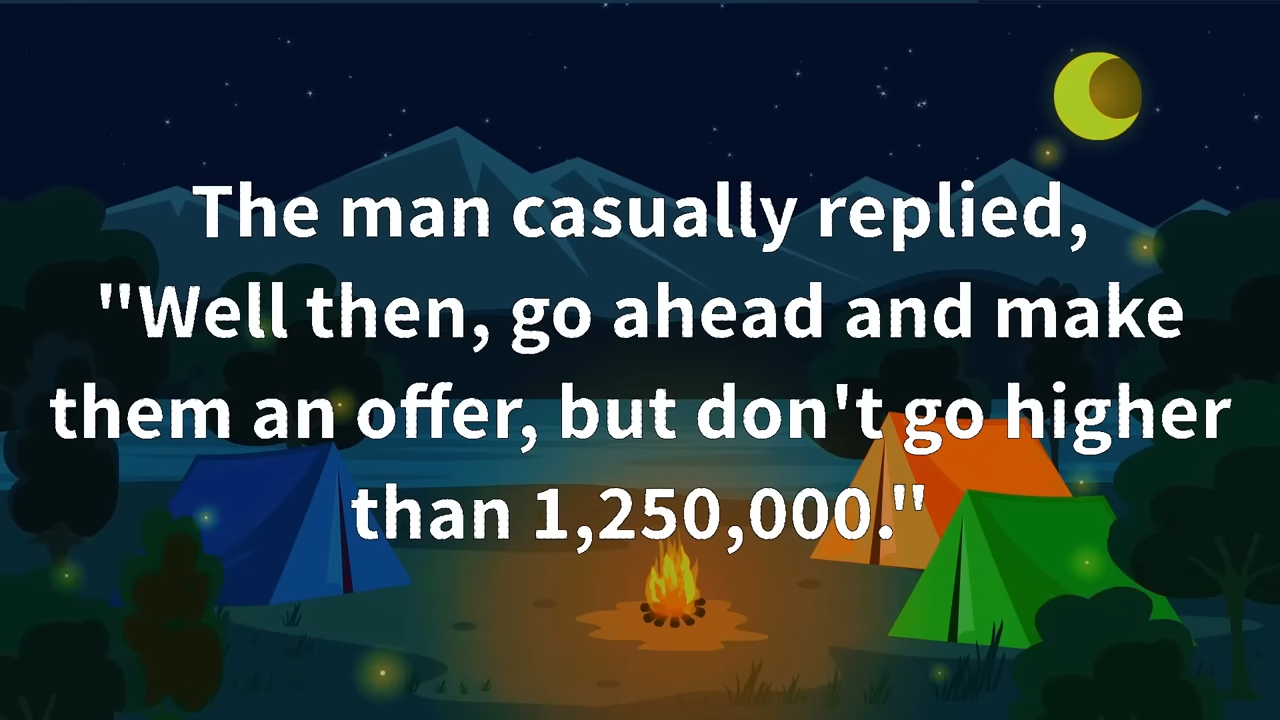 The man casually replied,
"Well then, go ahead and make
them an offer, but don't go higher
than 1,250,000."